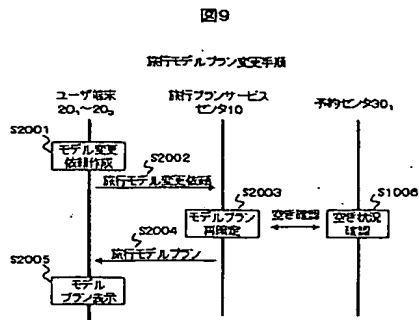 図9
旅行モデルプラン変更手順
ユーザ端末
20₁~20ₙ
旅行プランサービス
センタ10
予約センタ30₁
S2001
モデル変更
依頼作成
S2002
旅行モデル変更依頼
S2003
モデルプラン
再設定
空き確認
S1006
空き状況
確認
S2004
旅行モデルプラン
S2005
モデル
プラン表示